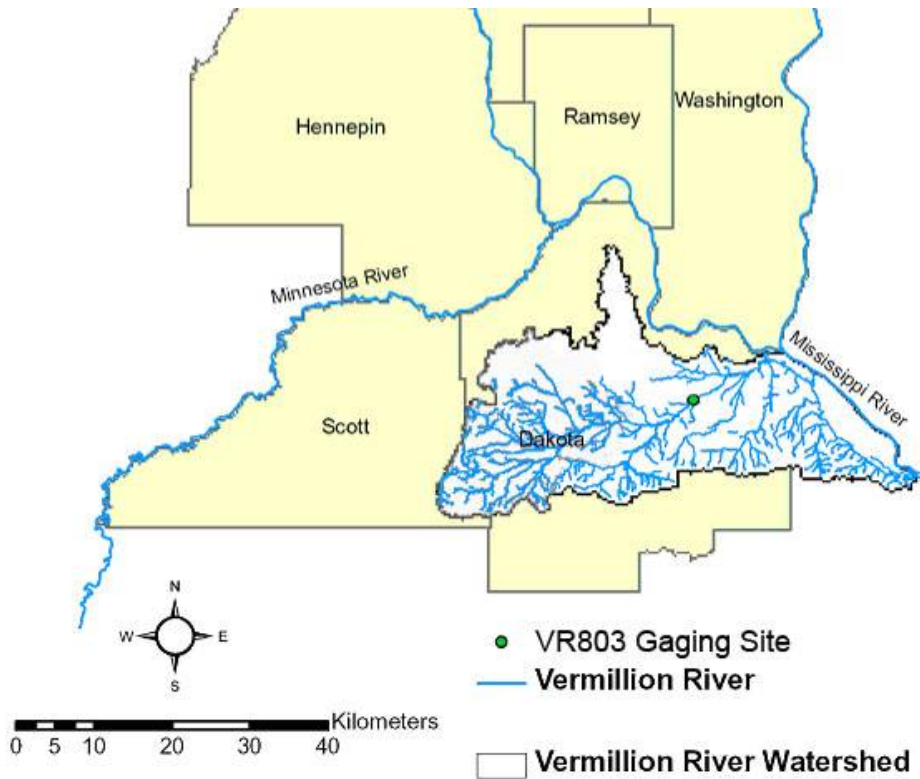 Hennepin
Ramsey
Washington
Minnesota River
Mississippi River
Scott
Dakota
N
W E
S
VR803 Gaging Site
Vermillion River
Kilometers
0 5 10 20 30 40
Vermillion River Watershed